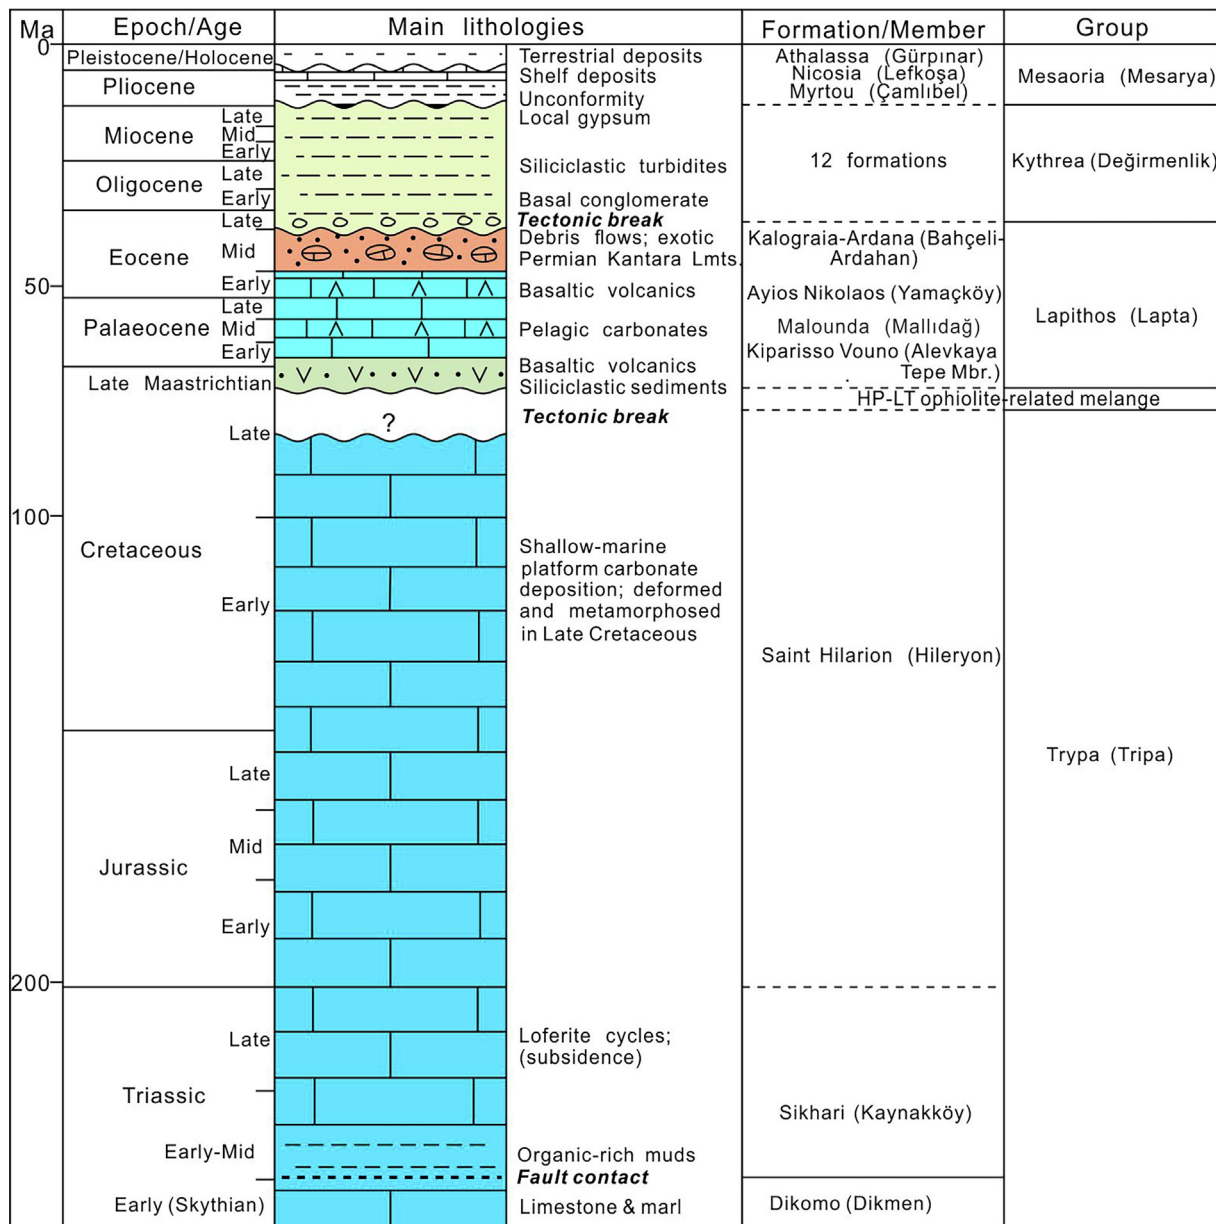 Ma
Epoch/Age
Main lithologies
Formation/Member
Group
0
50
100
200
Pleistocene/Holocene
Pliocene
Miocene
Late
Mid
Early
Oligocene
Late
Early
Eocene
Late
Mid
Early
Palaeocene
Late
Mid
Early
Late Maastrichtian
Cretaceous
Late
Early
Jurassic
Late
Mid
Early
Triassic
Late
Early-Mid
Early (Skythian)
?
Terrestrial deposits
Shelf deposits
Unconformity
Local gypsum
Siliciclastic turbidites
Basal conglomerate
Tectonic break
Debris flows; exotic
Permian Kantara Lmts.
Basaltic volcanics
Pelagic carbonates
Basaltic volcanics
Siliciclastic sediments
Tectonic break
Shallow-marine
platform carbonate
deposition; deformed
and metamorphosed
in Late Cretaceous
Loferite cycles;
(subsidence)
Organic-rich muds
Fault contact
Limestone & marl
Athalassa (Gürpınar)
Nicosia (Lefkoşa)
Myrtou (Çamlıbel)
12 formations
Kalograia-Ardana (Bahçeli-
Ardahan)
Ayios Nikolaos (Yamaçköy)
Malounda (Mallıdağ)
Kiparisso Vouno (Alevkaya
Tepe Mbr.)
HP-LT ophiolite-related melange
Saint Hilarion (Hileryon)
Sikhari (Kaynakköy)
Dikomo (Dikmen)
Mesaoria (Mesarya)
Kythrea (Değirmenlik)
Lapithos (Lapta)
Trypa (Tripa)